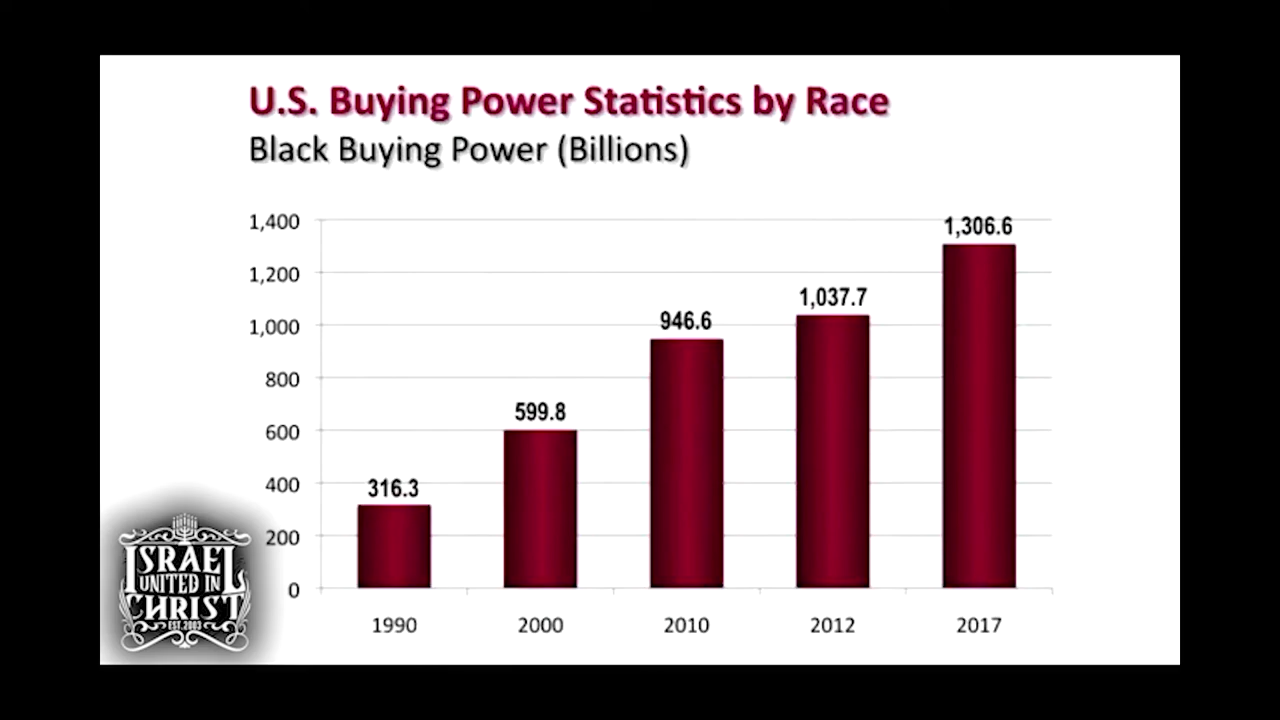 U.S. Buying Power Statistics by Race
Black Buying Power (Billions)
1,400
1,200
1,000
800
600
400
200
0
316.3
599.8
946.6
1,037.7
1,306.6
1990 2000 2010 2012 2017
ISRAEL
UNITED IN
CHRIST
EST. 2003